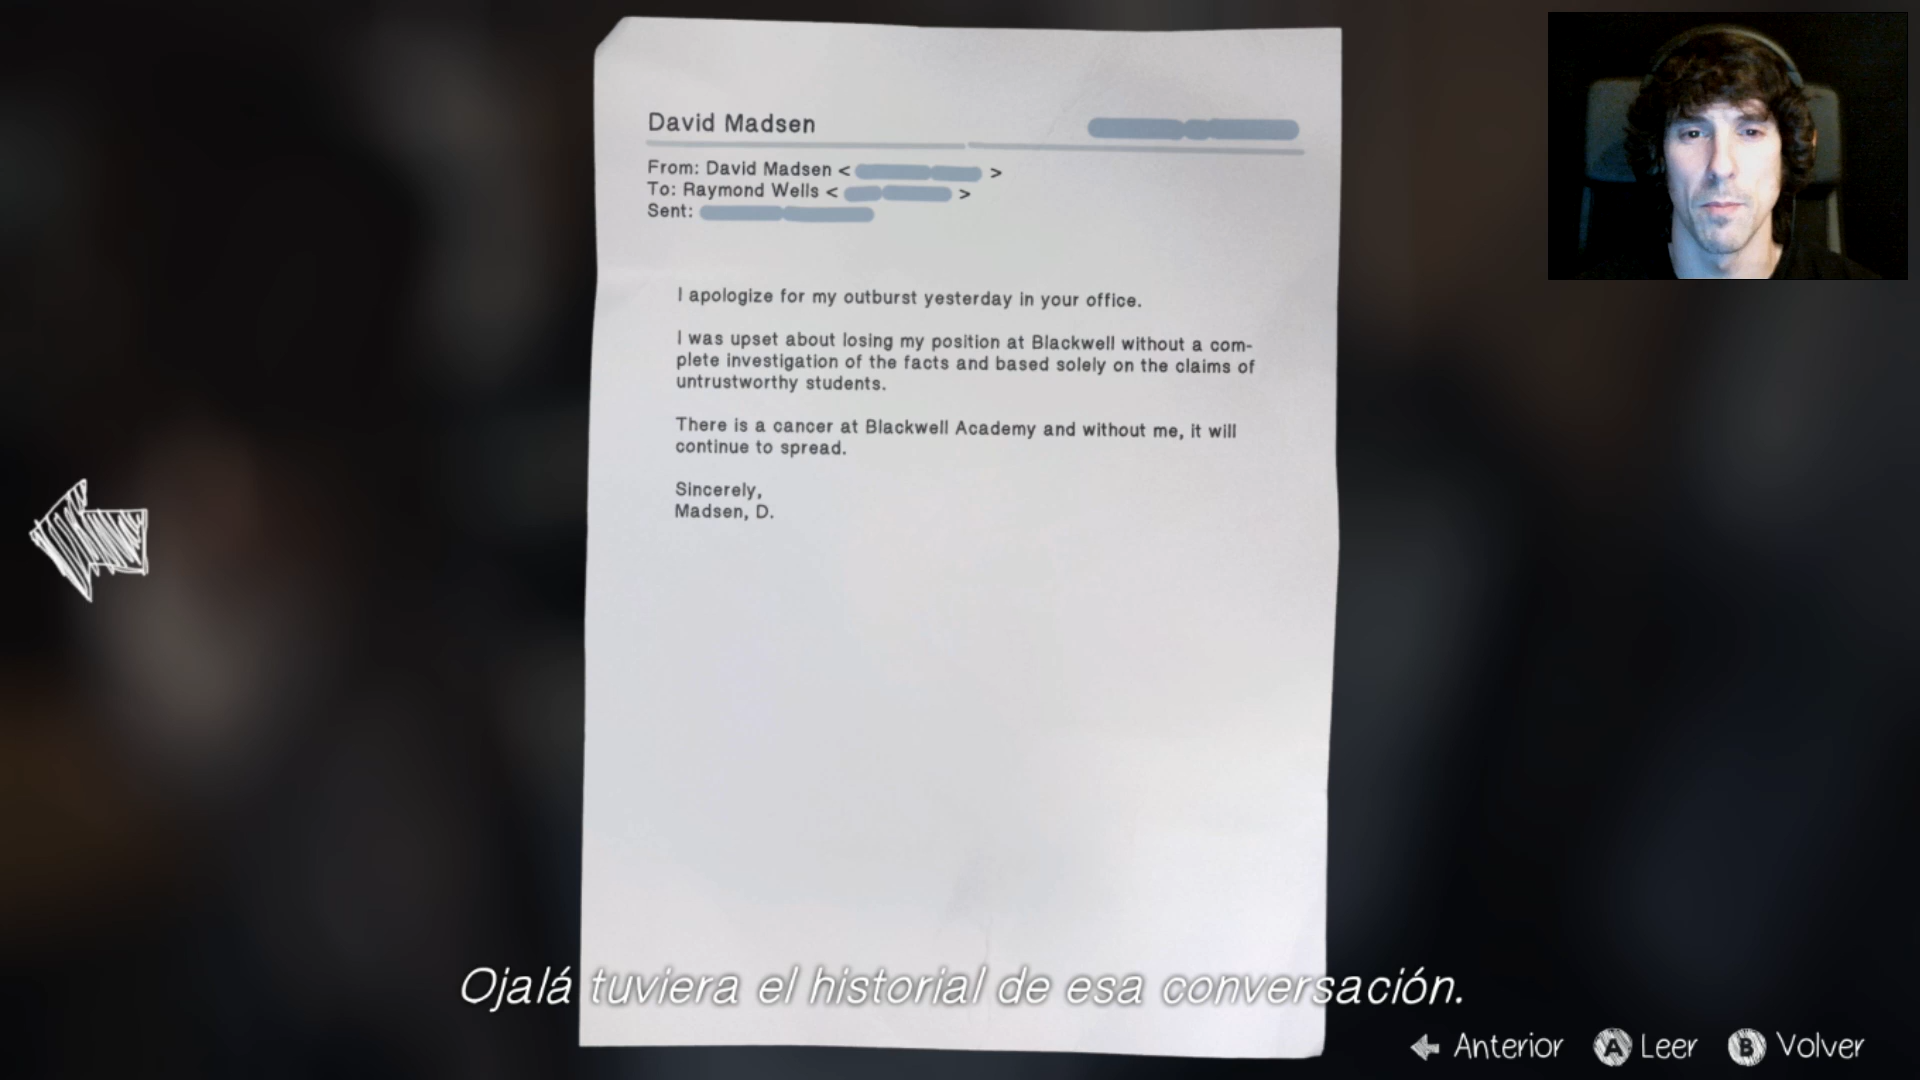 David Madsen
From: David Madsen < >
To: Raymond Wells < >
Sent:
I apologize for my outburst yesterday in your office.
I was upset about losing my position at Blackwell without a com-
plete investigation of the facts and based solely on the claims of
untrustworthy students.
There is a cancer at Blackwell Academy and without me, it will
continue to spread.
Sincerely,
Madsen, D.
Ojalá tuviera el historial de esa conversación.
Anterior A Leer B Volver